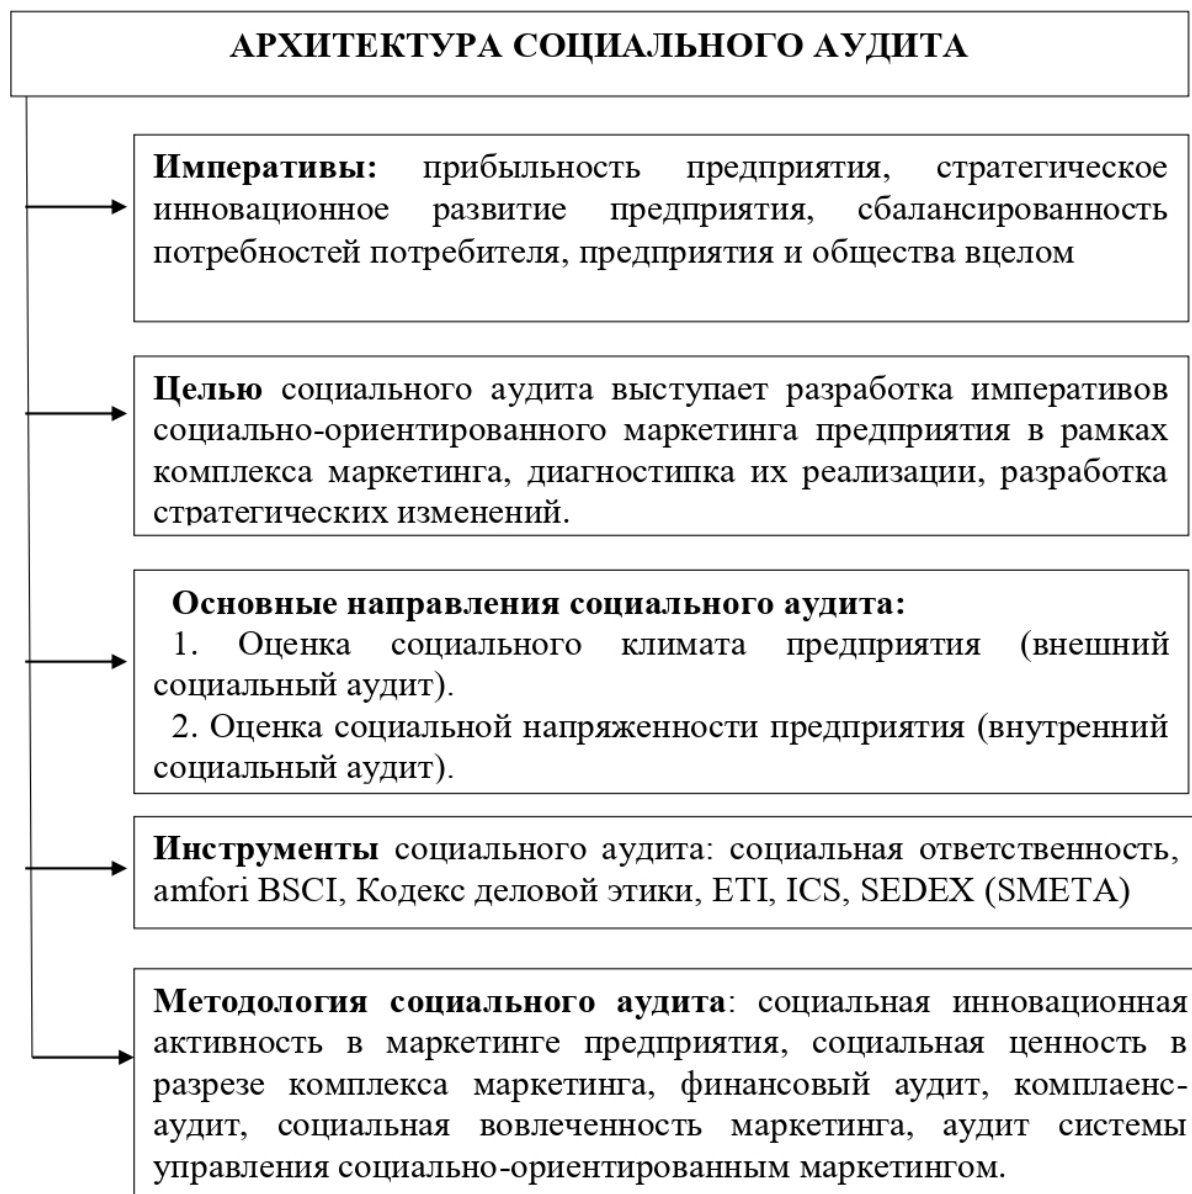 АРХИТЕКТУРА СОЦИАЛЬНОГО АУДИТА
Императивы: прибыльность предприятия, стратегическое
инновационное развитие предприятия, сбалансированность
потребностей потребителя, предприятия и общества вцелом
Целью социального аудита выступает разработка императивов
социально-ориентированного маркетинга предприятия в рамках
комплекса маркетинга, диагностипка их реализации, разработка
стратегических изменений.
Основные направления социального аудита:
1. Оценка социального климата предприятия (внешний
социальный аудит).
2. Оценка социальной напряженности предприятия (внутренний
социальный аудит).
Инструменты социального аудита: социальная ответственность,
amfori BSCI, Кодекс деловой этики, ETI, ICS, SEDEX (SMETA)
Методология социального аудита: социальная инновационная
активность в маркетинге предприятия, социальная ценность в
разрезе комплекса маркетинга, финансовый аудит, комплаенс-
аудит, социальная вовлеченность маркетинга, аудит системы
управления социально-ориентированным маркетингом.